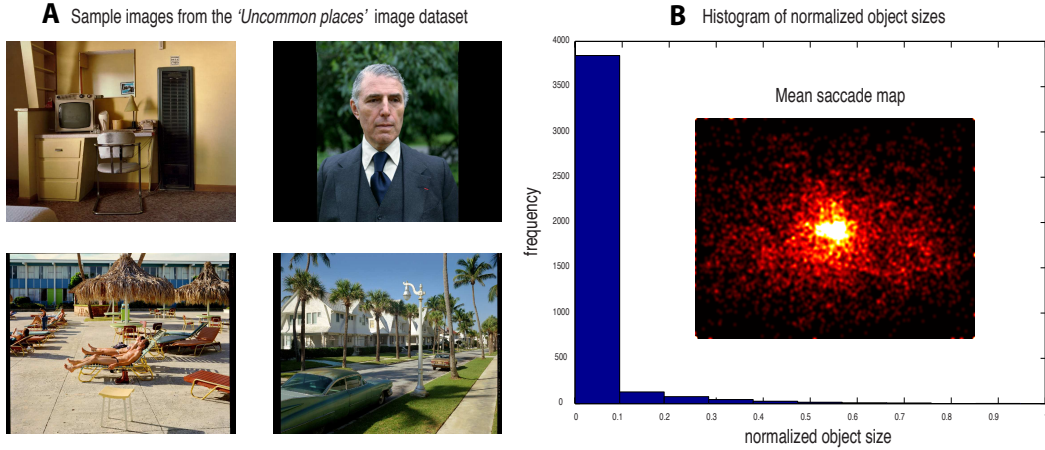 A Sample images from the 'Uncommon places' image dataset
B Histogram of normalized object sizes
4000
3500
3000
2500
2000
1500
1000
500
0
frequency
Mean saccade map
0 0.1 0.2 0.3 0.4 0.5 0.6 0.7 0.8 0.9
normalized object size